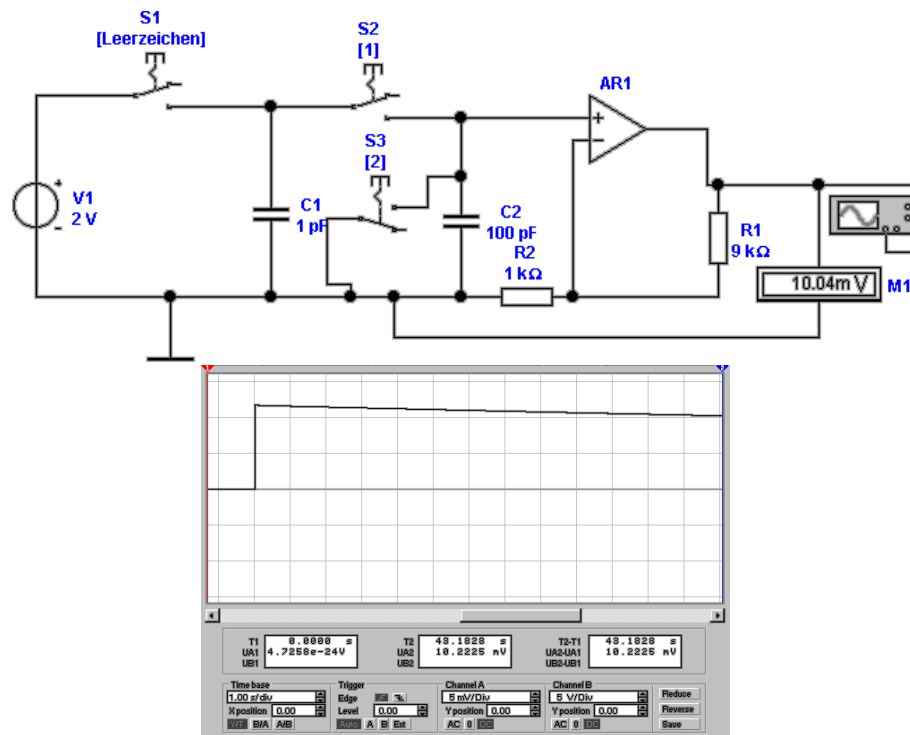 S1
[Leerzeichen]
S2
[1]
AR1
S3
[2]
+
−
V1
2 V
+
-
C1
1 pF
C2
100 pF
R2
1 kΩ
R1
9 kΩ
10.04m V
M1
T1 0.0000 s
UA1 4.7258e-24V
UB1
T2 43.1828 s
UA2 10.2225 mV
UB2
T2-T1 43.1828 s
UA2-UA1 10.2225 mV
UB2-UB1
Time base
1.00 s/div
X position 0.00
Y/T B/A A/B
Trigger
Edge
Level 0.00
Auto A B Ext
Channel A
5 mV/Div
Y position 0.00
AC 0 DC
Channel B
5 V/Div
Y position 0.00
AC 0 DC
Reduce
Reverse
Save